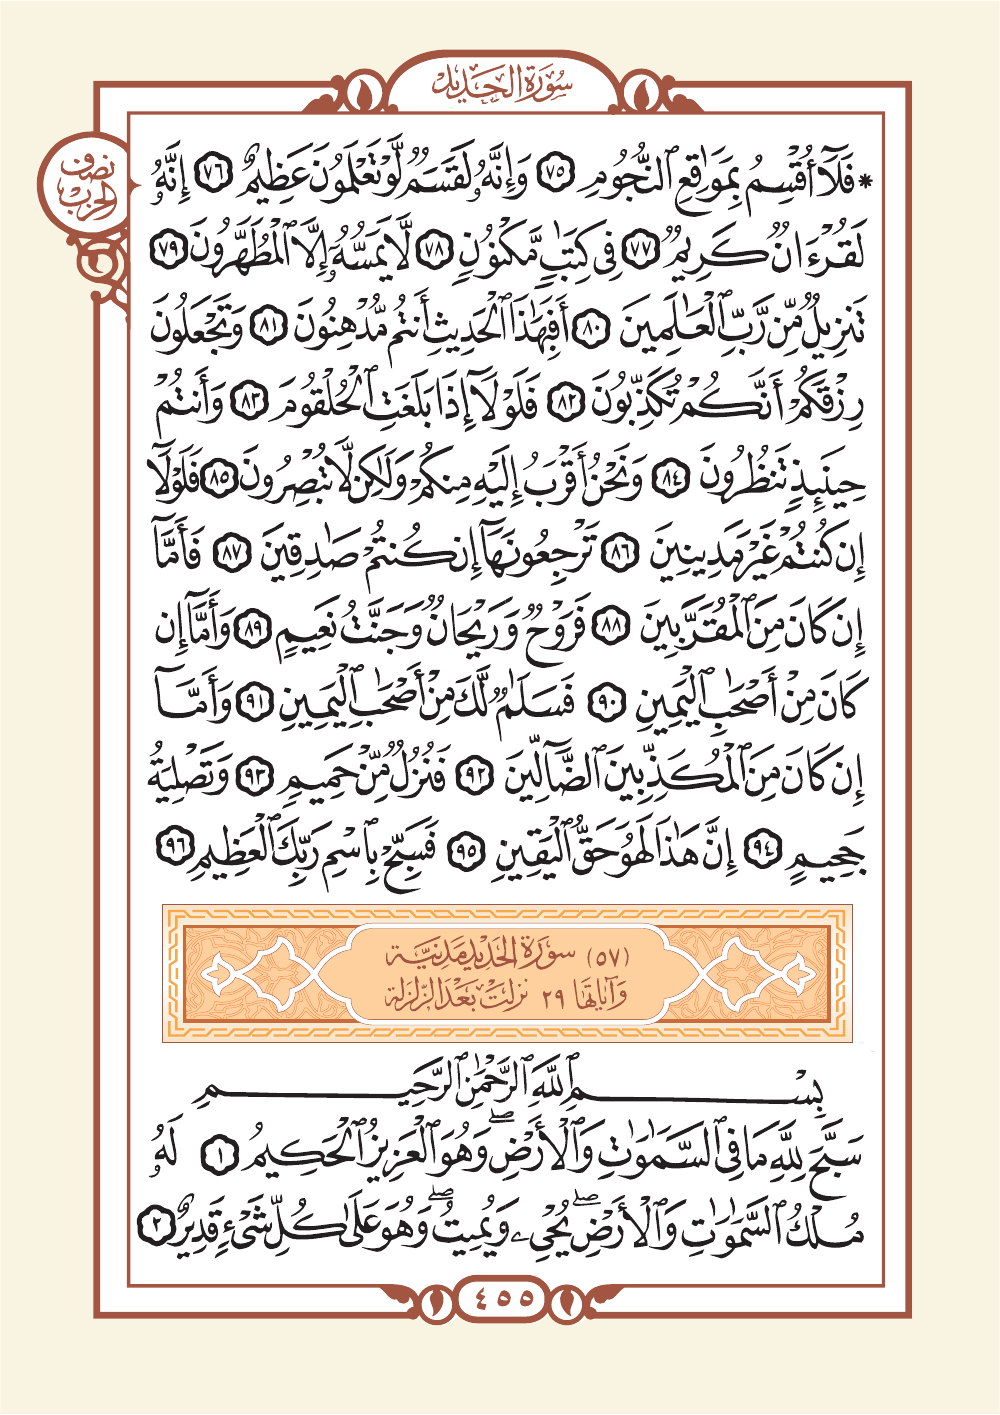 سُورَةُ الحَدِيد
نصف
الحزب
* فَلَآ أُقْسِمُ بِمَوَٰقِعِ ٱلنُّجُومِ ٧٥ وَإِنَّهُۥ لَقَسَمٌ لَّوْ تَعْلَمُونَ عَظِيمٌ ٧٦ إِنَّهُۥ
لَقُرْءَانٌ كَرِيمٌ ٧٧ فِى كِتَٰبٍ مَّكْنُونٍ ٧٨ لَّا يَمَسُّهُۥٓ إِلَّا ٱلْمُطَهَّرُونَ ٧٩
تَنزِيلٌ مِّن رَّبِّ ٱلْعَٰلَمِينَ ٨٠ أَفَبِهَٰذَا ٱلْحَدِيثِ أَنتُم مُّدْهِنُونَ ٨١ وَتَجْعَلُونَ
رِزْقَكُمْ أَنَّكُمْ تُكَذِّبُونَ ٨٢ فَلَوْلَآ إِذَا بَلَغَتِ ٱلْحُلْقُومَ ٨٣ وَأَنتُمْ
حِينَئِذٍ تَنظُرُونَ ٨٤ وَنَحْنُ أَقْرَبُ إِلَيْهِ مِنكُمْ وَلَٰكِن لَّا تُبْصِرُونَ ٨٥ فَلَوْلَآ
إِن كُنتُمْ غَيْرَ مَدِينِينَ ٨٦ تَرْجِعُونَهَآ إِن كُنتُمْ صَٰدِقِينَ ٨٧ فَأَمَّآ
إِن كَانَ مِنَ ٱلْمُقَرَّبِينَ ٨٨ فَرَوْحٌ وَرَيْحَانٌ وَجَنَّتُ نَعِيمٍ ٨٩ وَأَمَّآ إِن
كَانَ مِنْ أَصْحَٰبِ ٱلْيَمِينِ ٩٠ فَسَلَٰمٌ لَّكَ مِنْ أَصْحَٰبِ ٱلْيَمِينِ ٩١ وَأَمَّآ
إِن كَانَ مِنَ ٱلْمُكَذِّبِينَ ٱلضَّآلِّينَ ٩٢ فَنُزُلٌ مِّنْ حَمِيمٍ ٩٣ وَتَصْلِيَةُ
جَحِيمٍ ٩٤ إِنَّ هَٰذَا لَهُوَ حَقُّ ٱلْيَقِينِ ٩٥ فَسَبِّحْ بِٱسْمِ رَبِّكَ ٱلْعَظِيمِ ٩٦
(٥٧) سُورَةُ الحَدِيدِ مَدَنِيَّة
وَآيَاتُهَا ٢٩ نزلت بَعْدَ الزَّلْزَلَة
بِسْمِ ٱللَّهِ ٱلرَّحْمَٰنِ ٱلرَّحِيمِ
سَبَّحَ لِلَّهِ مَا فِى ٱلسَّمَٰوَٰتِ وَٱلْأَرْضِ ۖ وَهُوَ ٱلْعَزِيزُ ٱلْحَكِيمُ ١ لَهُۥ
مُلْكُ ٱلسَّمَٰوَٰتِ وَٱلْأَرْضِ ۖ يُحْىِۦ وَيُمِيتُ ۖ وَهُوَ عَلَىٰ كُلِّ شَىْءٍ قَدِيرٌ ٢
٤٥٥